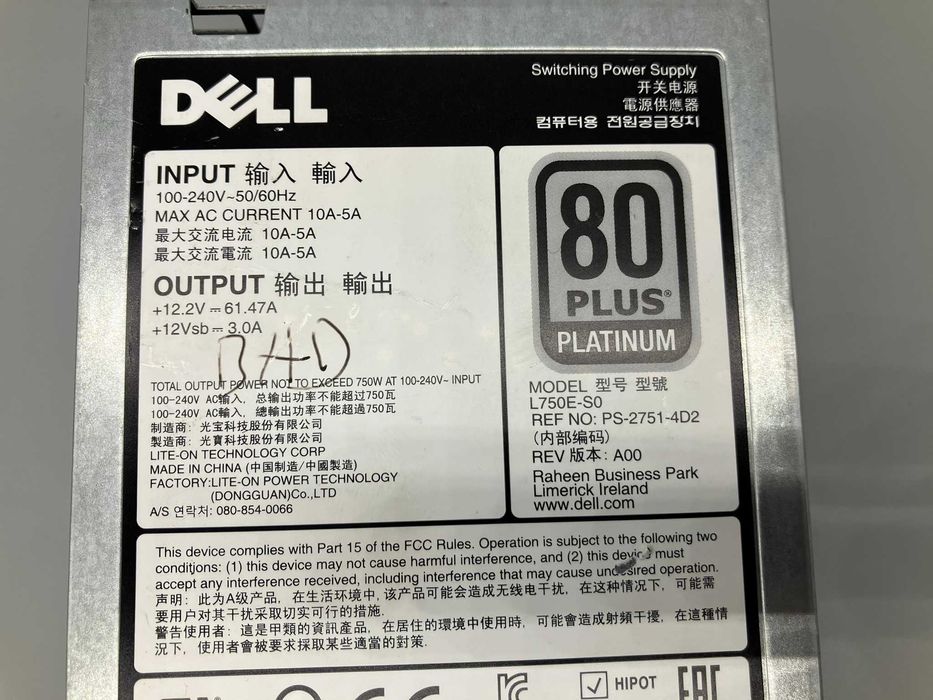 DELL
Switching Power Supply
开关电源
電源供應器
컴퓨터용 전원공급장치
INPUT 输入 輸入
100-240V~50/60Hz
MAX AC CURRENT 10A-5A
最大交流电流 10A-5A
最大交流電流 10A-5A
OUTPUT 输出 輸出
+12.2V ⎓ 61.47A
+12Vsb ⎓ 3.0A
BAD
TOTAL OUTPUT POWER NOT TO EXCEED 750W AT 100-240V~ INPUT
100-240V AC输入, 总输出功率不能超过750瓦
100-240V AC輸入, 總輸出功率不能超過750瓦
制造商: 光宝科技股份有限公司
製造商: 光寶科技股份有限公司
LITE-ON TECHNOLOGY CORP
MADE IN CHINA (中国制造/中國製造)
FACTORY:LITE-ON POWER TECHNOLOGY
(DONGGUAN)Co.,LTD
A/S 연락처: 080-854-0066
80
PLUS®
PLATINUM
MODEL 型号 型號
L750E-S0
REF NO: PS-2751-4D2
(内部编码)
REV 版本: A00
Raheen Business Park
Limerick Ireland
www.dell.com
This device complies with Part 15 of the FCC Rules. Operation is subject to the following two
conditions: (1) this device may not cause harmful interference, and (2) this device must
accept any interference received, including interference that may cause undesired operation.
声明: 此为A级产品, 在生活环境中, 该产品可能会造成无线电干扰, 在这种情况下, 可能需
要用户对其干扰采取切实可行的措施.
警告使用者: 這是甲類的資訊產品, 在居住的環境中使用時, 可能會造成射頻干擾, 在這種情
況下, 使用者會被要求採取某些適當的對策.
HIPOT
EAC